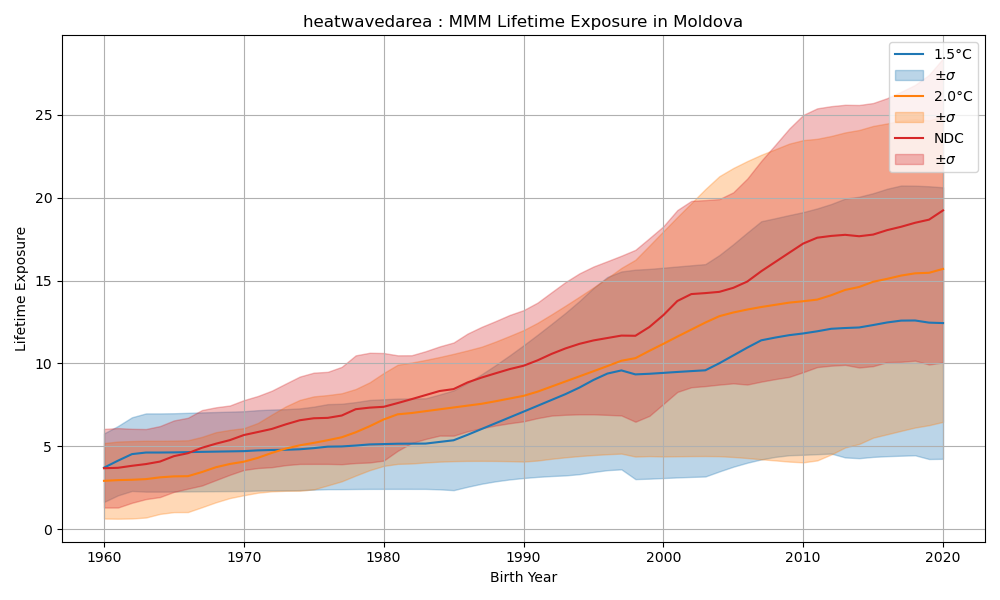 heatwavedarea : MMM Lifetime Exposure in Moldova
Lifetime Exposure
25
20
15
10
5
0
1960
1970
1980
1990
2000
2010
2020
Birth Year
1.5°C
±σ
2.0°C
±σ
NDC
±σ